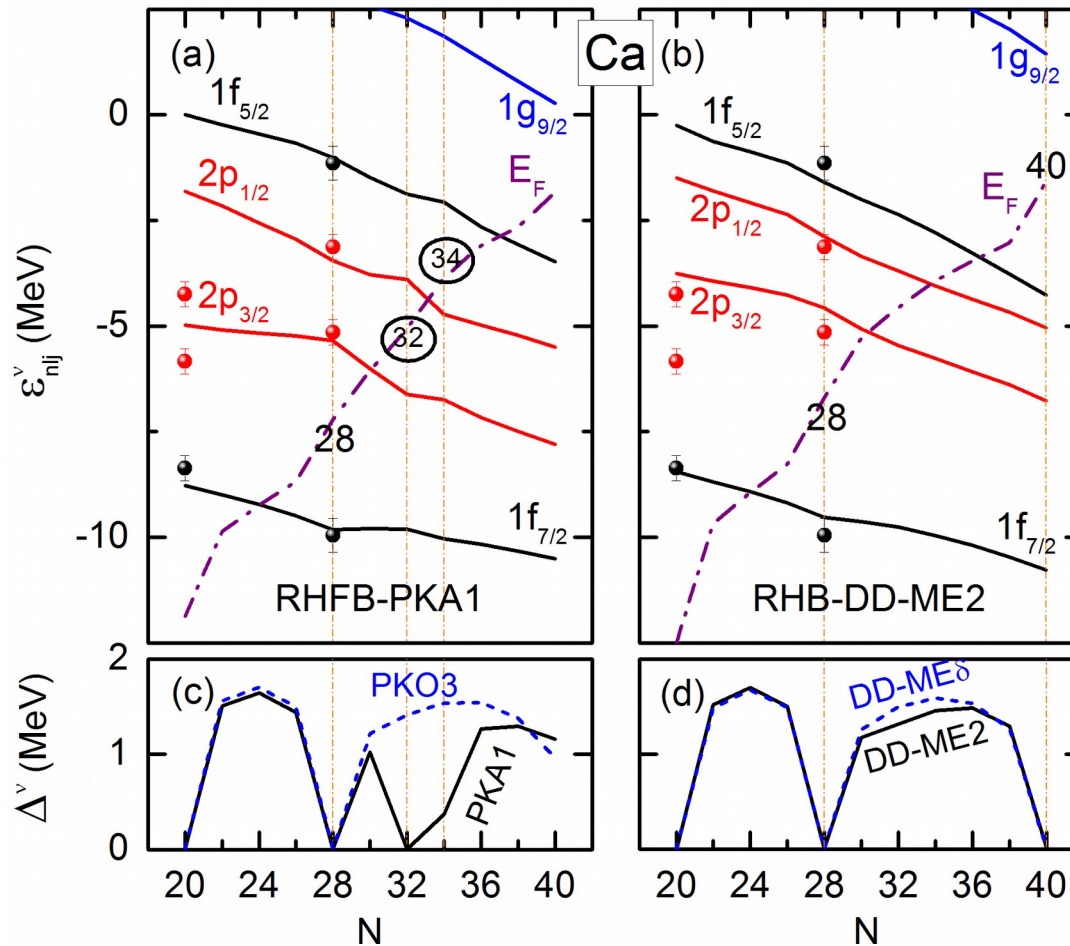 (a)
Ca
(b)
1g9/2
1f5/2
0
1g9/2
1f5/2
2p1/2
EF
40
EF
2p1/2
34
2p3/2
2p3/2
-5
32
ενnlj (MeV)
28
28
1f7/2
1f7/2
-10
RHFB-PKA1
RHB-DD-ME2
2
(c)
PKO3
(d)
DD-MEδ
1
PKA1
DD-ME2
Δν (MeV)
0
20 24 28 32 36 40
20 24 28 32 36 40
N
N